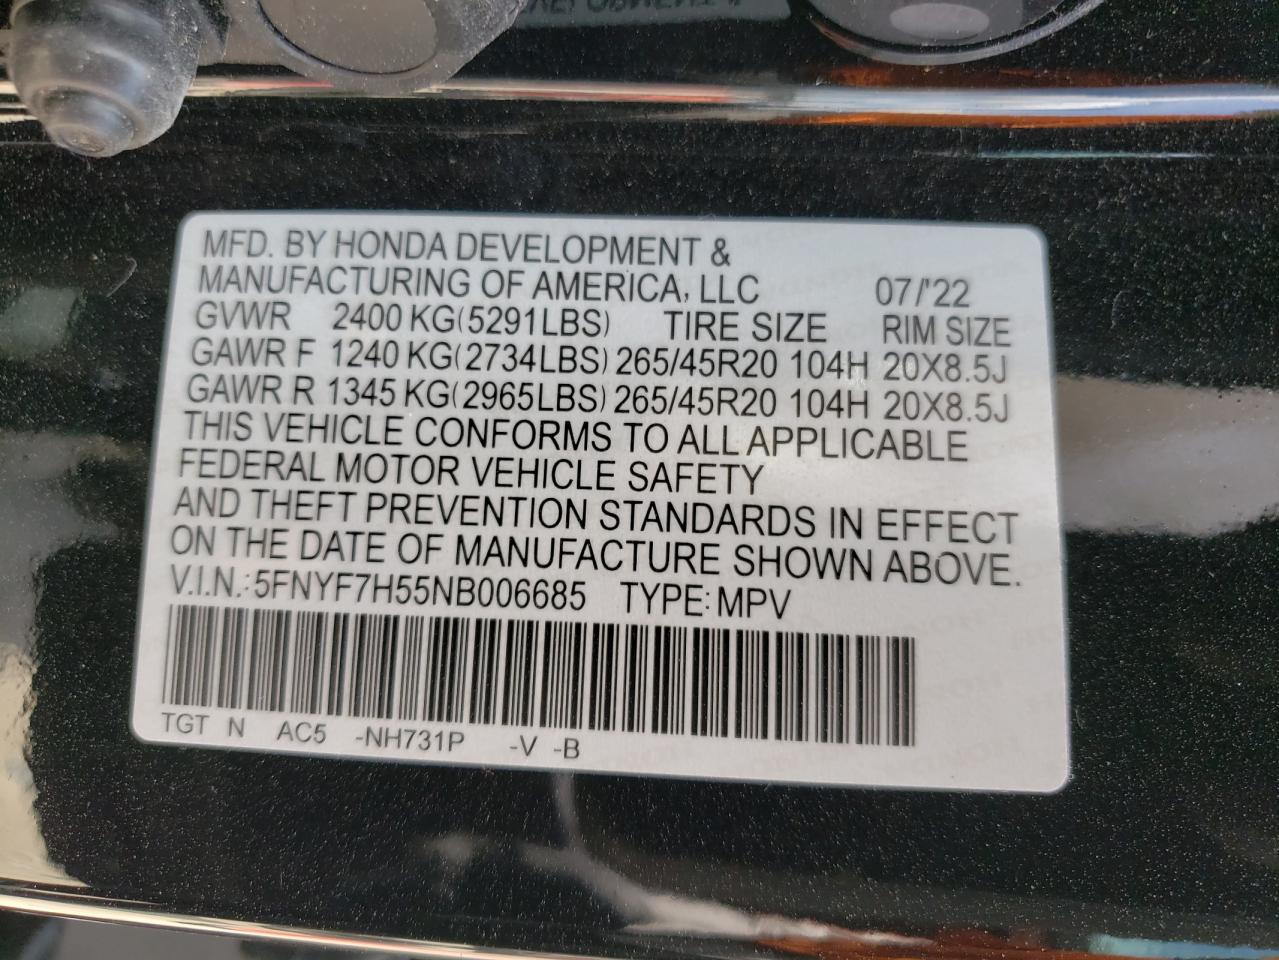 MFD. BY HONDA DEVELOPMENT &
MANUFACTURING OF AMERICA, LLC 07/'22
GVWR 2400 KG(5291LBS) TIRE SIZE RIM SIZE
GAWR F 1240 KG(2734LBS) 265/45R20 104H 20X8.5J
GAWR R 1345 KG(2965LBS) 265/45R20 104H 20X8.5J
THIS VEHICLE CONFORMS TO ALL APPLICABLE
FEDERAL MOTOR VEHICLE SAFETY
AND THEFT PREVENTION STANDARDS IN EFFECT
ON THE DATE OF MANUFACTURE SHOWN ABOVE.
V.I.N.: 5FNYF7H55NB006685 TYPE: MPV
TGT N AC5 -NH731P -V -B